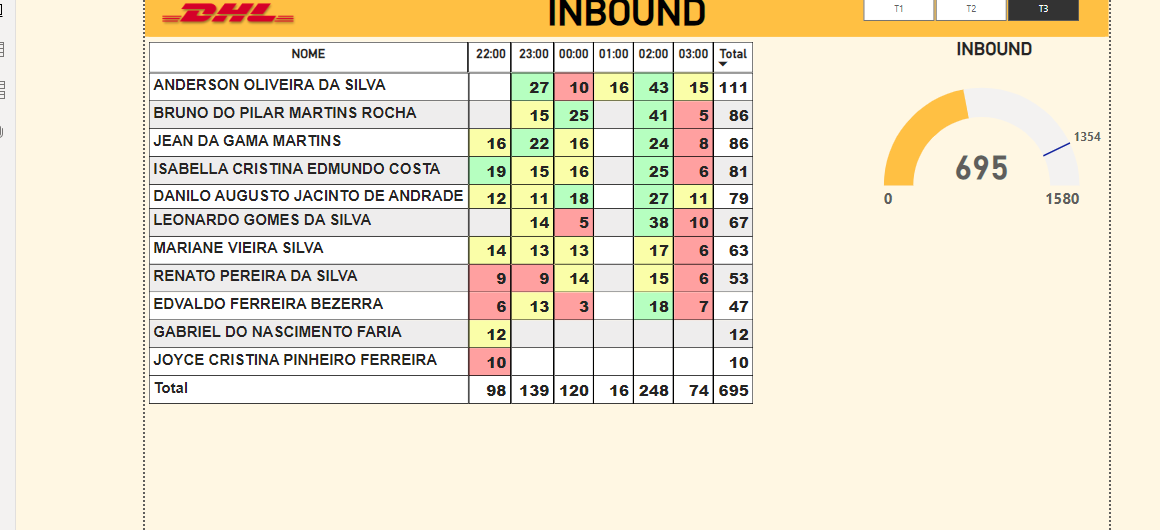 DHL INBOUND T1 T2 T3
NOME 22:00 23:00 00:00 01:00 02:00 03:00 Total
ANDERSON OLIVEIRA DA SILVA 27 10 16 43 15 111
BRUNO DO PILAR MARTINS ROCHA 15 25 41 5 86
JEAN DA GAMA MARTINS 16 22 16 24 8 86
ISABELLA CRISTINA EDMUNDO COSTA 19 15 16 25 6 81
DANILO AUGUSTO JACINTO DE ANDRADE 12 11 18 27 11 79
LEONARDO GOMES DA SILVA 14 5 38 10 67
MARIANE VIEIRA SILVA 14 13 13 17 6 63
RENATO PEREIRA DA SILVA 9 9 14 15 6 53
EDVALDO FERREIRA BEZERRA 6 13 3 18 7 47
GABRIEL DO NASCIMENTO FARIA 12 12
JOYCE CRISTINA PINHEIRO FERREIRA 10 10
Total 98 139 120 16 248 74 695
INBOUND
1354
695
0 1580